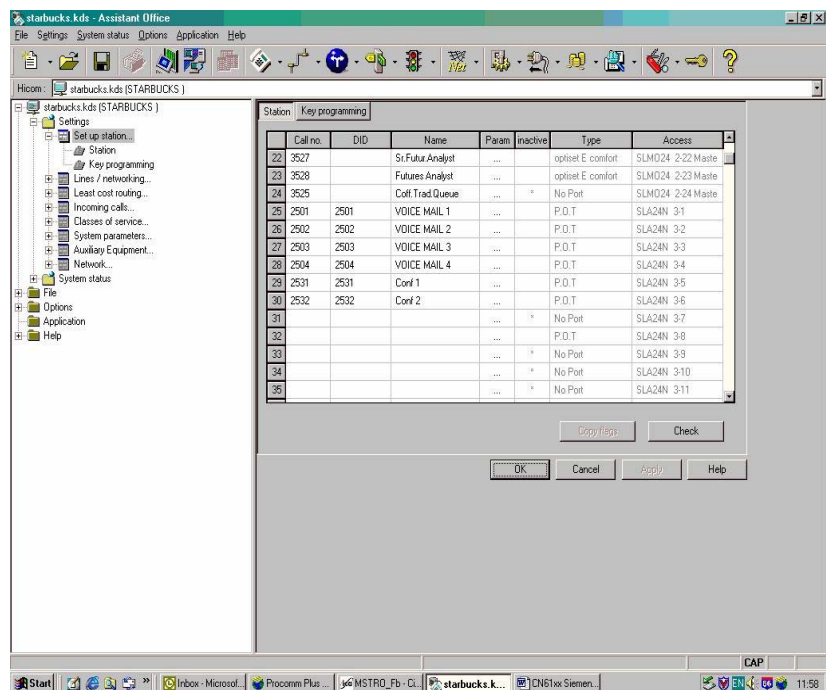 starbucks.kds - Assistant Office
File Settings System status Options Application Help
Hicom : starbucks.kds (STARBUCKS )
starbucks.kds (STARBUCKS )
Settings
Set up station...
Station
Key programming
Lines / networking...
Least cost routing...
Incoming calls...
Classes of service...
System parameters...
Auxiliary Equipment...
Network...
System status
File
Options
Application
Help
Station Key programming
Call no. DID Name Param inactive Type Access
22 3527 Sr.Futur.Analyst ... optiset E comfort SLMO24 2-22 Maste
23 3528 Futures Analyst ... optiset E comfort SLMO24 2-23 Maste
24 3525 Coff.Trad.Queue ... * No Port SLMO24 2-24 Maste
25 2501 2501 VOICE MAIL 1 ... P.O.T SLA24N 3-1
26 2502 2502 VOICE MAIL 2 ... P.O.T SLA24N 3-2
27 2503 2503 VOICE MAIL 3 ... P.O.T SLA24N 3-3
28 2504 2504 VOICE MAIL 4 ... P.O.T SLA24N 3-4
29 2531 2531 Conf 1 ... P.O.T SLA24N 3-5
30 2532 2532 Conf 2 ... P.O.T SLA24N 3-6
31 ... * No Port SLA24N 3-7
32 ... P.O.T SLA24N 3-8
33 ... * No Port SLA24N 3-9
34 ... * No Port SLA24N 3-10
35 ... * No Port SLA24N 3-11
Copy flags Check
OK Cancel Apply Help
CAP
Start » Inbox - Microsof... Procomm Plus ... MSTRO_Fb - Ci... starbucks.k... CN61xx Siemen... EN 11:58